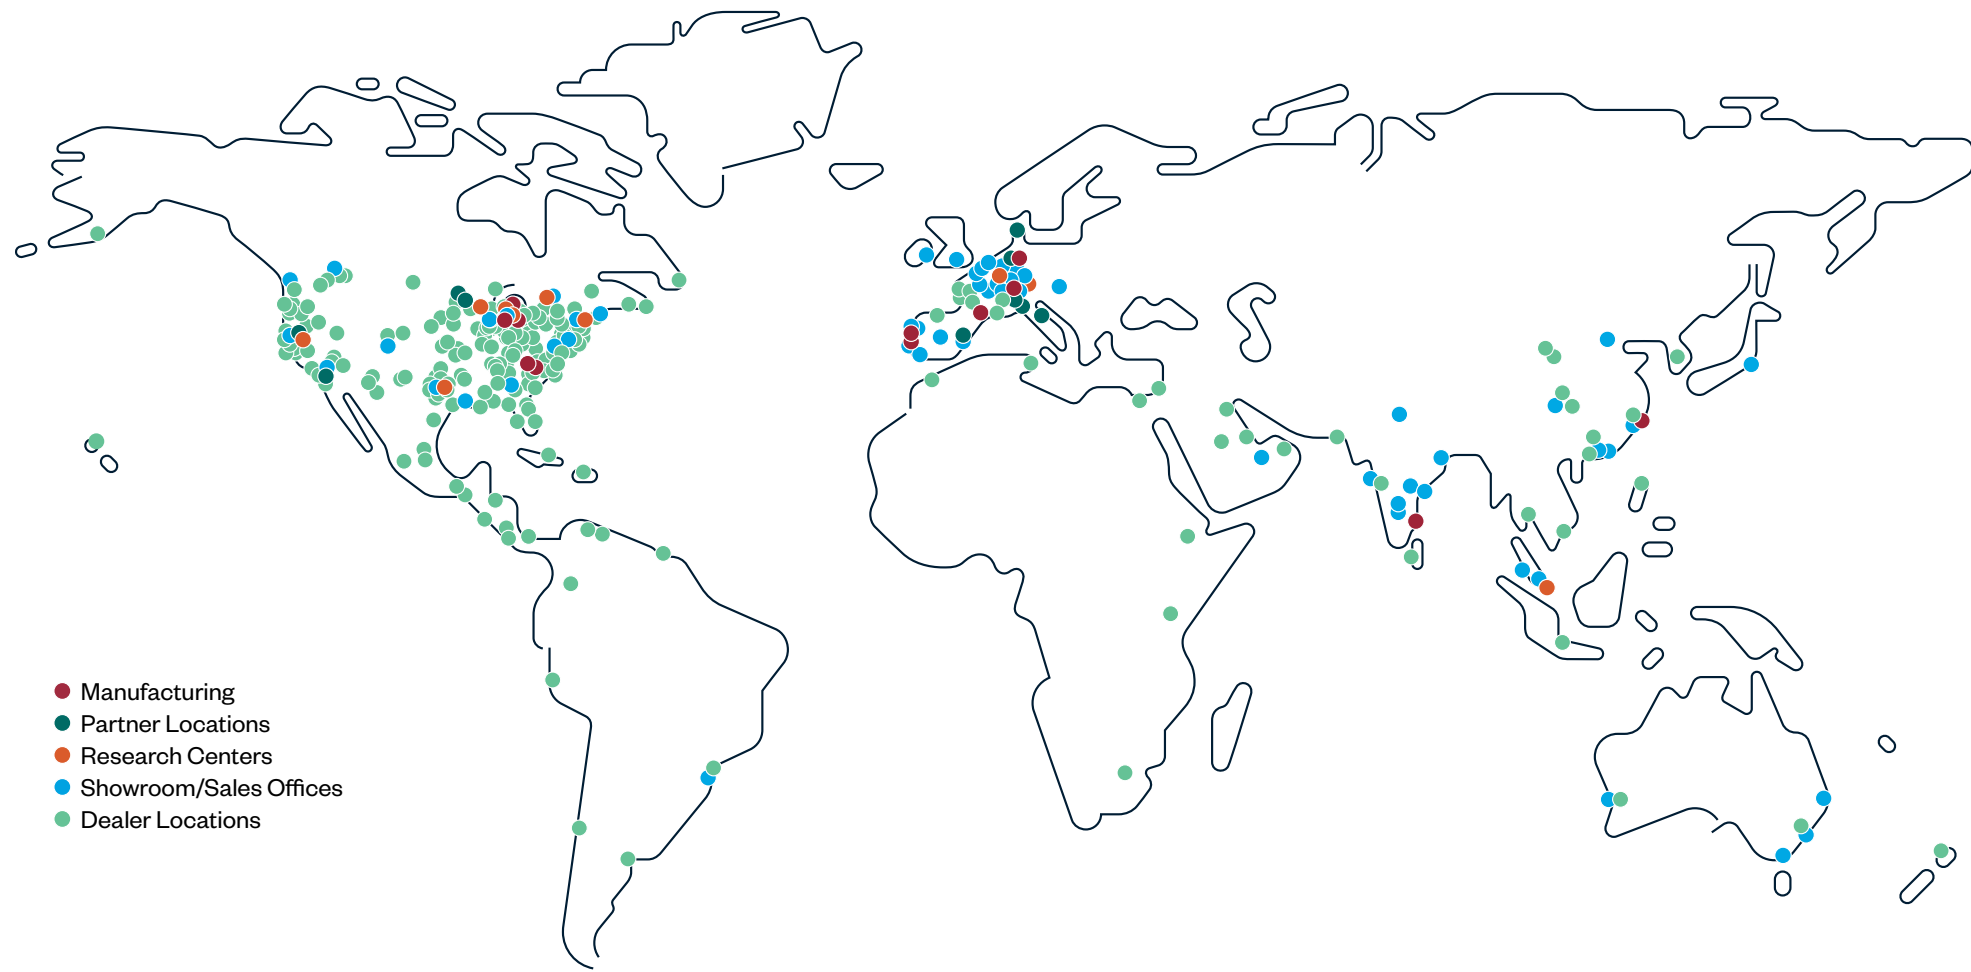 Manufacturing
Partner Locations
Research Centers
Showroom/Sales Offices
Dealer Locations